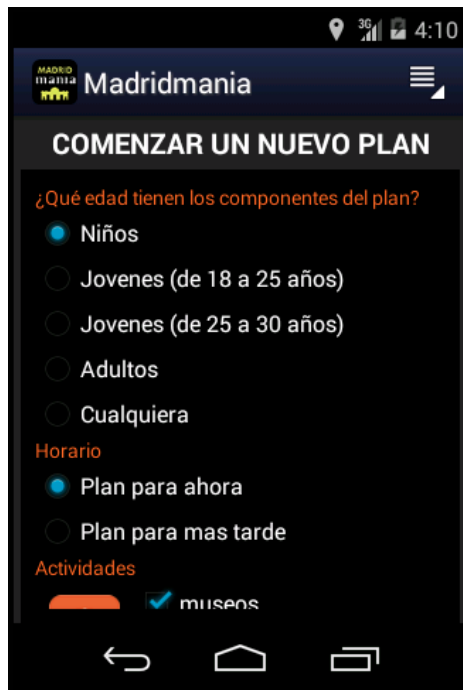 3G 4:10
MADRID
mania
Madridmania
COMENZAR UN NUEVO PLAN
¿Qué edad tienen los componentes del plan?
Niños
Jovenes (de 18 a 25 años)
Jovenes (de 25 a 30 años)
Adultos
Cualquiera
Horario
Plan para ahora
Plan para mas tarde
Actividades
museos